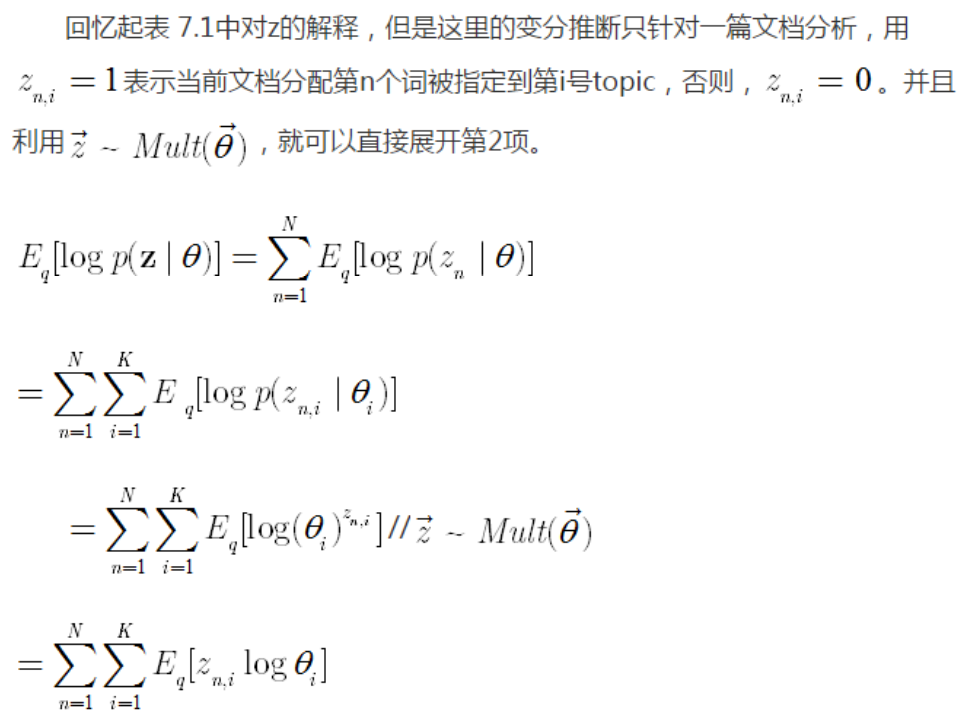 回忆起表 7.1中对z的解释，但是这里的变分推断只针对一篇文档分析，用
$z_{n,i} = 1$表示当前文档分配第n个词被指定到第i号topic，否则，$z_{n,i} = 0$。并且
利用$\vec{z} \sim Mult(\vec{\theta})$，就可以直接展开第2项。
$E_q[\log p(\mathbf{z} \mid \theta)] = \sum_{n=1}^{N} E_q[\log p(z_n \mid \theta)]$
$= \sum_{n=1}^{N} \sum_{i=1}^{K} E_q[\log p(z_{n,i} \mid \theta_i)]$
$= \sum_{n=1}^{N} \sum_{i=1}^{K} E_q[\log(\theta_i)^{z_{n,i}}] // \vec{z} \sim Mult(\vec{\theta})$
$= \sum_{n=1}^{N} \sum_{i=1}^{K} E_q[z_{n,i} \log \theta_i]$